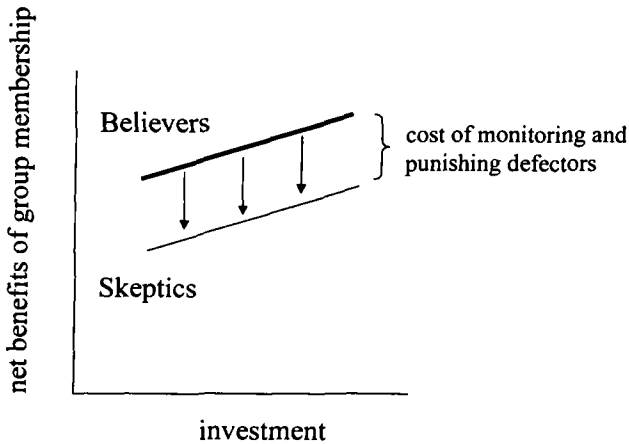 net benefits of group membership
Believers
cost of monitoring and
punishing defectors
Skeptics
investment